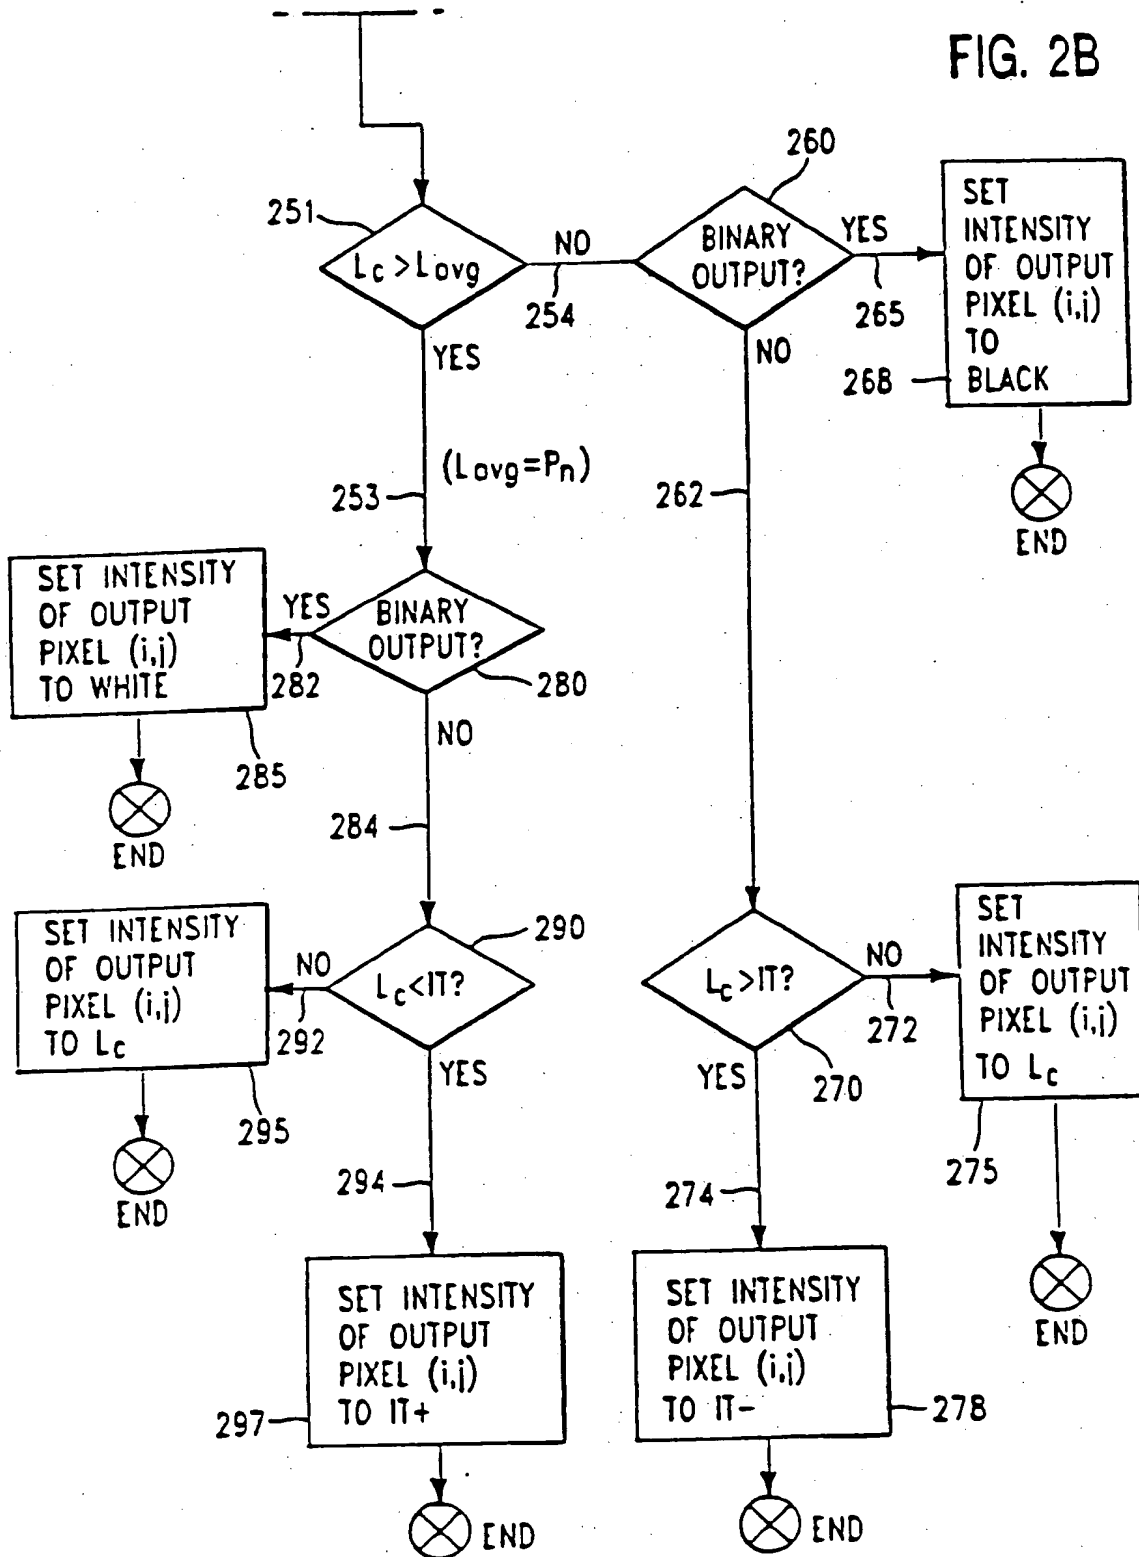 FIG. 2B
260
251
Lc > Lavg
NO
254
BINARY
OUTPUT?
YES
265
SET
INTENSITY
OF OUTPUT
PIXEL (i,j)
TO
BLACK
268
END
YES
NO
(Lavg=Pn)
253
262
SET INTENSITY
OF OUTPUT
PIXEL (i,j)
TO WHITE
YES
282
BINARY
OUTPUT?
280
285
NO
END
284
290
SET INTENSITY
OF OUTPUT
PIXEL (i,j)
TO Lc
NO
292
Lc<IT?
295
YES
END
Lc>IT?
NO
272
270
YES
SET
INTENSITY
OF OUTPUT
PIXEL (i,j)
TO Lc
275
END
294
274
SET INTENSITY
OF OUTPUT
PIXEL (i,j)
TO IT+
297
END
SET INTENSITY
OF OUTPUT
PIXEL (i,j)
TO IT-
278
END